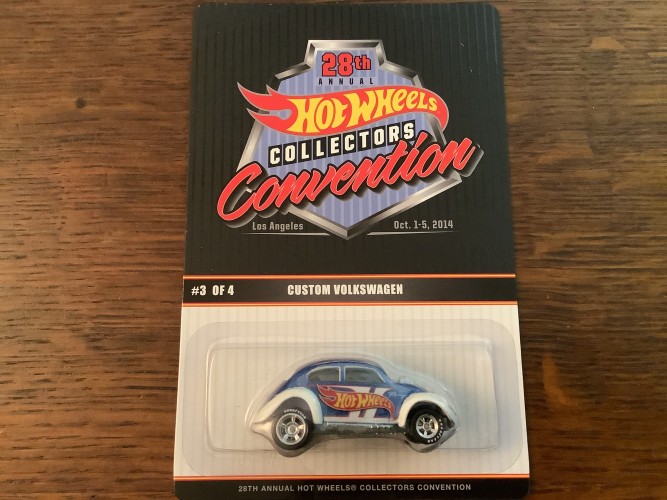 28th
ANNUAL
HOT WHEELS
COLLECTORS
Convention
Los Angeles Oct. 1-5, 2014
#3 OF 4 CUSTOM VOLKSWAGEN
HOT WHEELS
28TH ANNUAL HOT WHEELS® COLLECTORS CONVENTION